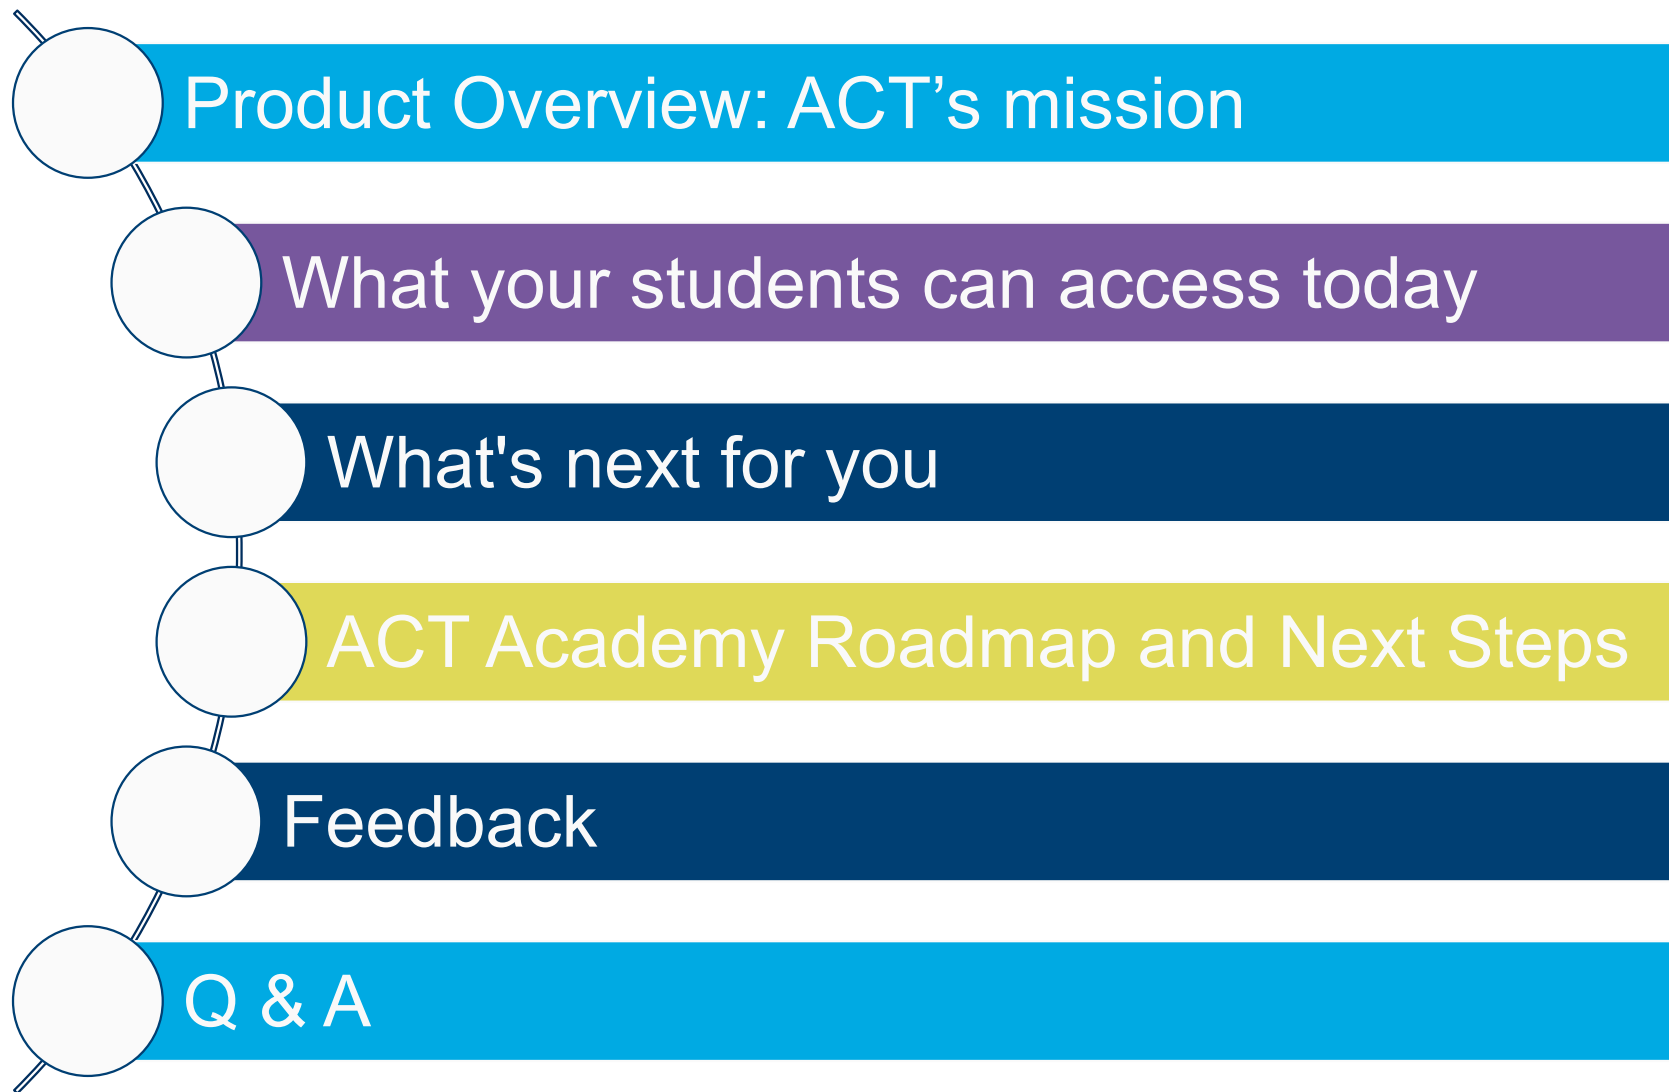 Product Overview: ACT’s mission
What your students can access today
What's next for you
ACT Academy Roadmap and Next Steps
Feedback
Q & A